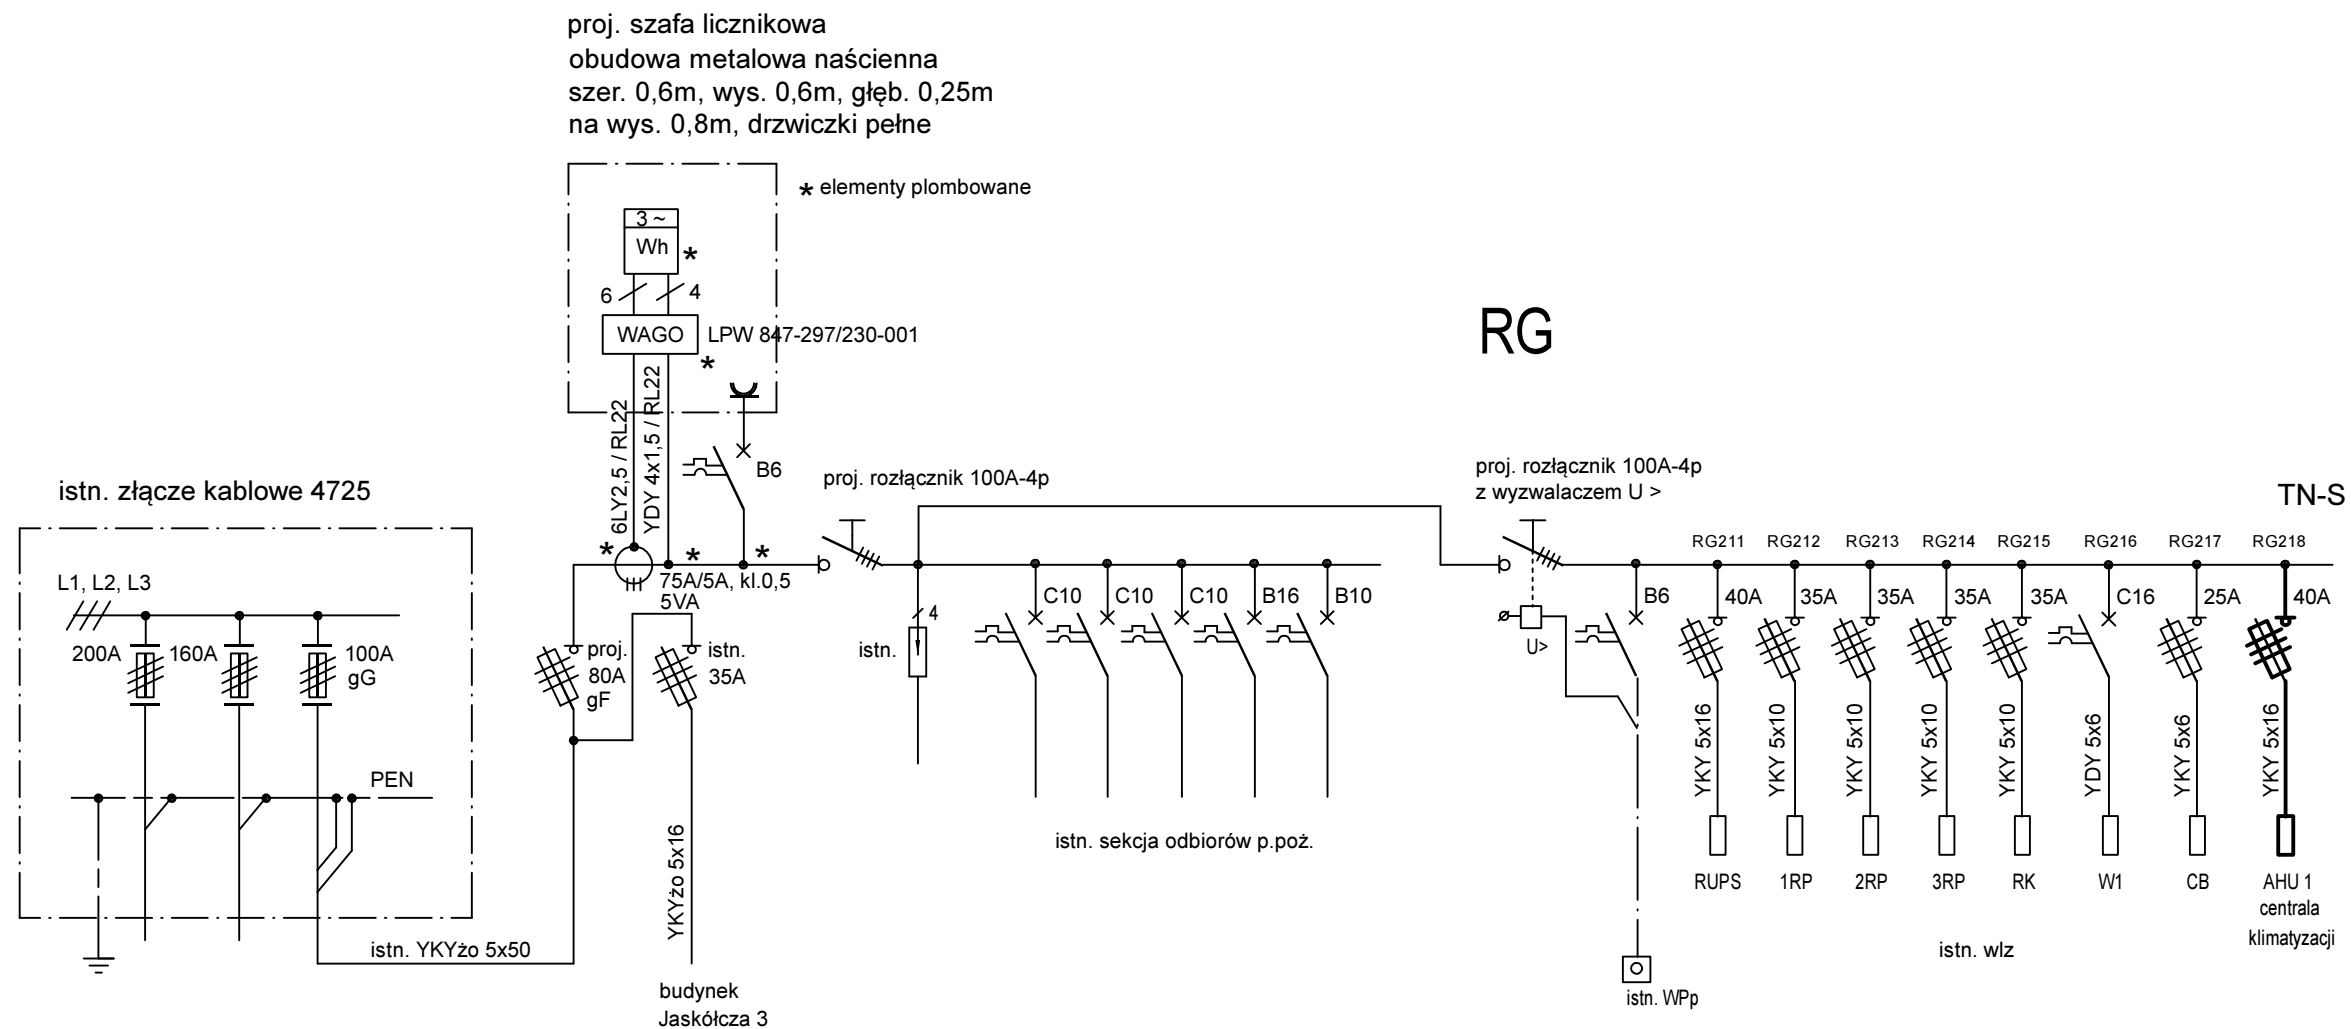 proj. szafa licznikowa
obudowa metalowa naścienna
szer. 0,6m, wys. 0,6m, głęb. 0,25m
na wys. 0,8m, drzwiczki pełne
* elementy plombowane
3 ~
Wh
*
6
4
WAGO
LPW 847-297/230-001
*
6LY2,5 / RL22
YDY 4x1,5 / RL22
B6
RG
istn. złącze kablowe 4725
proj. rozłącznik 100A-4p
proj. rozłącznik 100A-4p
z wyzwalaczem U >
TN-S
*
*
*
75A/5A, kl.0,5
5VA
L1, L2, L3
200A
160A
100A
gG
PEN
istn. YKYżo 5x50
proj.
80A
gF
istn.
35A
YKYżo 5x16
budynek
Jaskółcza 3
4
istn.
C10
C10
C10
B16
B10
istn. sekcja odbiorów p.poż.
U>
B6
istn. WPp
RG211
RG212
RG213
RG214
RG215
RG216
RG217
RG218
40A
35A
35A
35A
35A
C16
25A
40A
YKY 5x16
YKY 5x10
YKY 5x10
YKY 5x10
YKY 5x10
YDY 5x6
YKY 5x6
YKY 5x16
RUPS
1RP
2RP
3RP
RK
W1
CB
AHU 1
centrala
klimatyzacji
istn. wlz